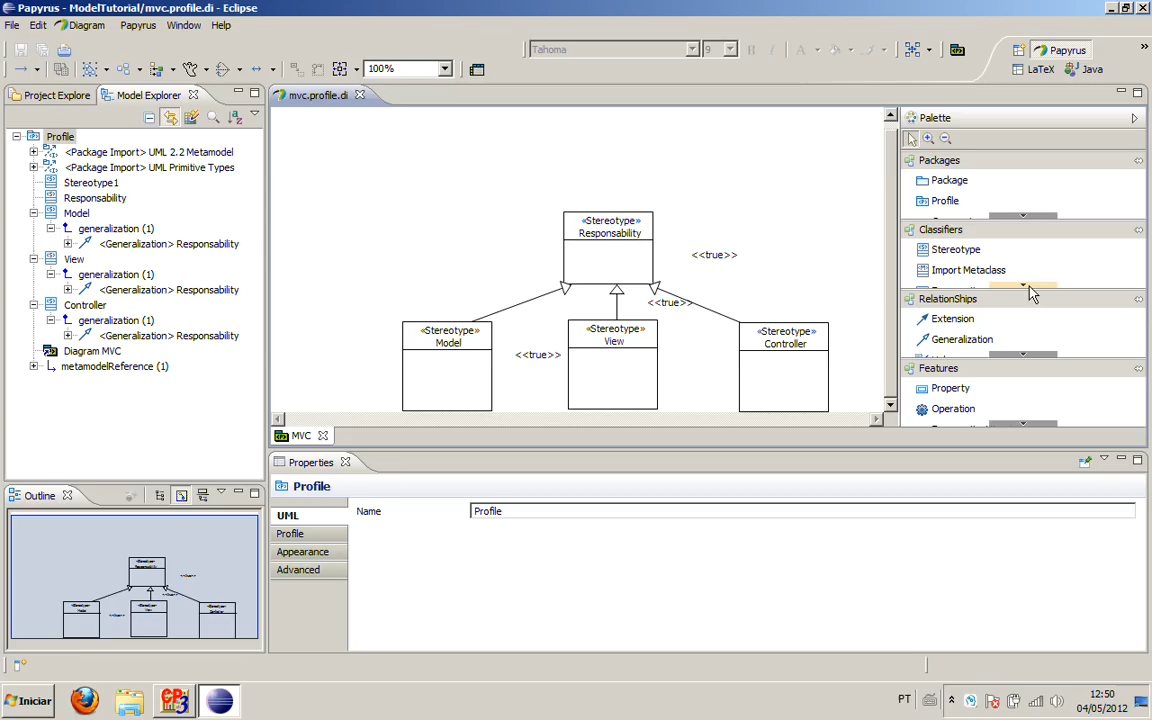 Papyrus - ModelTutorial/mvc.profile.di - Eclipse
File Edit Diagram Papyrus Window Help
Tahoma 9 B I A Papyrus
100% LaTeX Java
Project Explore Model Explorer
mvc.profile.di
Profile
<Package Import> UML 2.2 Metamodel
<Package Import> UML Primitive Types
Stereotype1
Responsability
Model
generalization (1)
<Generalization> Responsability
View
generalization (1)
<Generalization> Responsability
Controller
generalization (1)
<Generalization> Responsability
Diagram MVC
metamodelReference (1)
«Stereotype»
Responsability
<<true>>
<<true>>
«Stereotype»
Model
<<true>>
«Stereotype»
View
«Stereotype»
Controller
MVC
Palette
Packages
Package
Profile
Classifiers
Stereotype
Import Metaclass
RelationShips
Extension
Generalization
Features
Property
Operation
Outline
Properties
Profile
UML
Profile
Appearance
Advanced
Name Profile
Iniciar
PT
12:50
04/05/2012